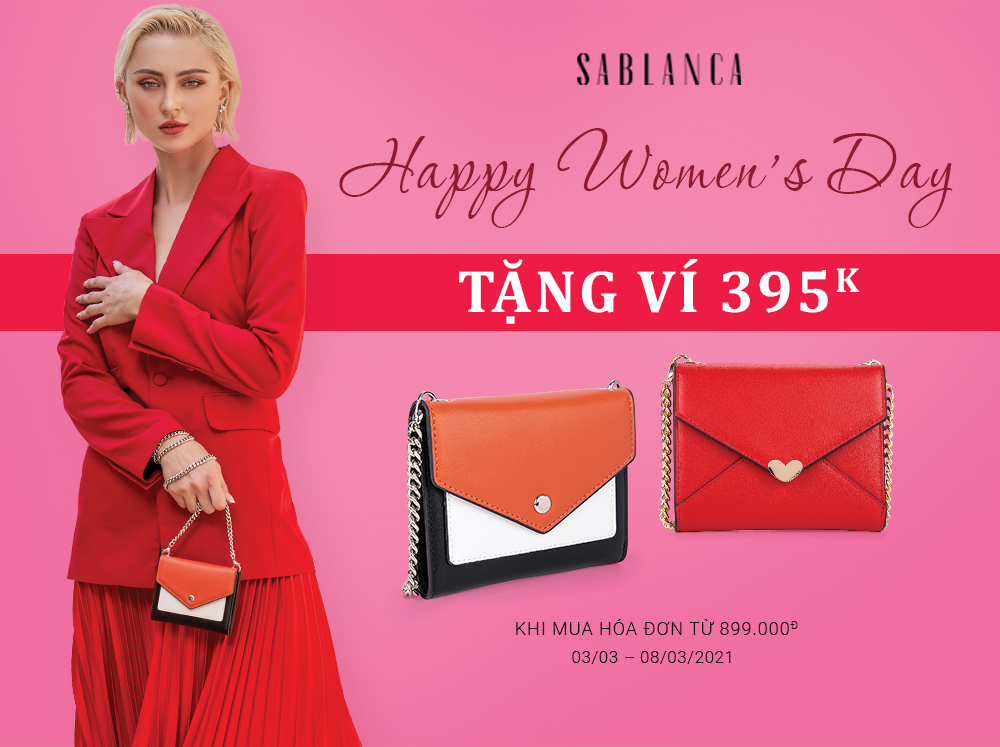 SABLANCA
Happy Women's Day
TẶNG VÍ 395K
KHI MUA HÓA ĐƠN TỪ 899.000Đ
03/03 – 08/03/2021